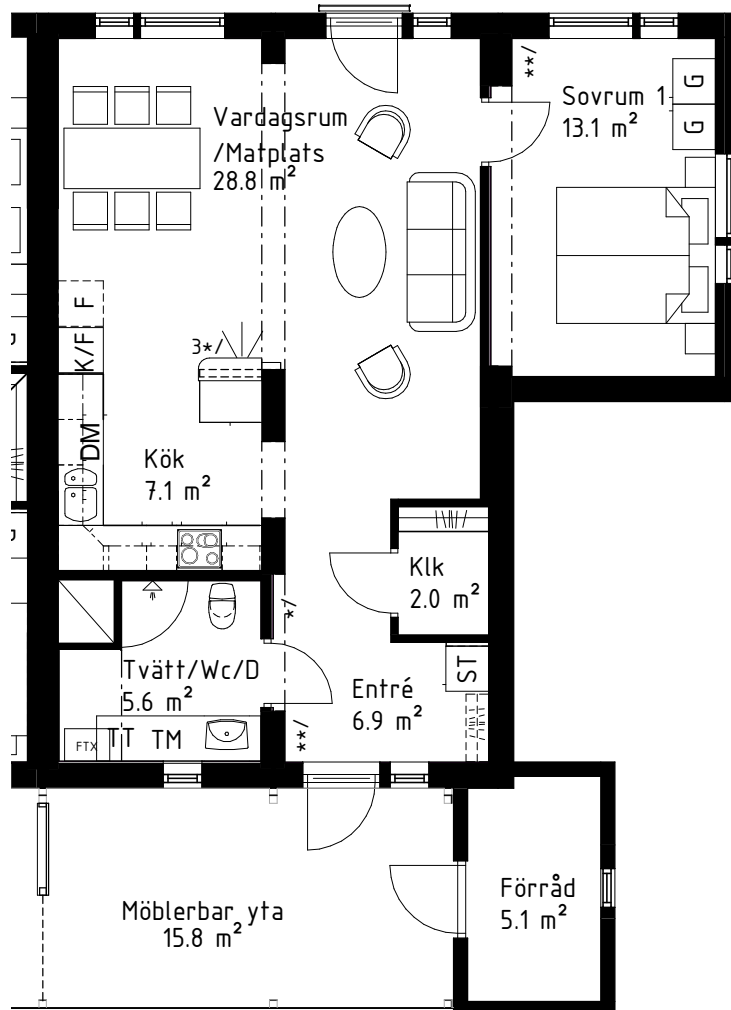 **/
Sovrum 1
13.1 m²
G
G
Vardagsrum
/Matplats
28.8 m²
F
K/F
3*/
DM
Kök
7.1 m²
Klk
2.0 m²
*/
Tvätt/Wc/D
5.6 m²
ST
Entré
6.9 m²
**/
FTX
TT
TM
Möblerbar yta
15.8 m²
Förråd
5.1 m²